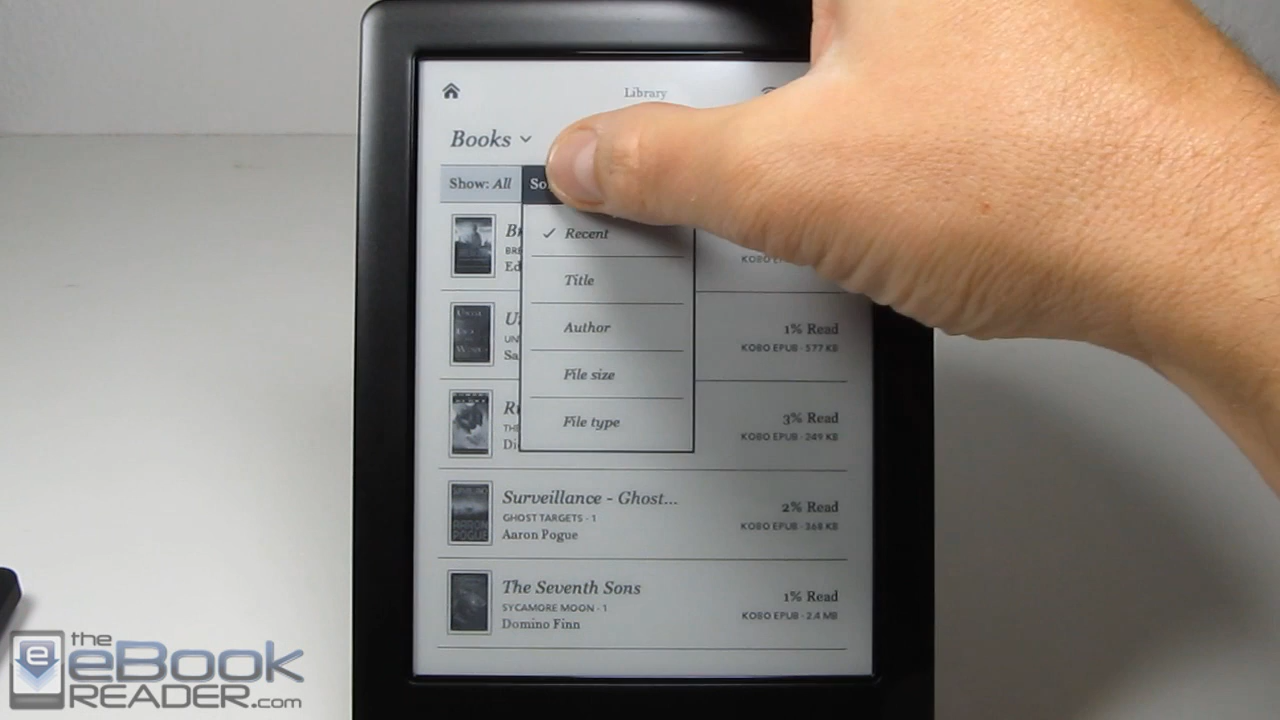 Library
Books
Show: All
So
✓ Recent
Title
Author
File size
File type
1% Read
KOBO EPUB · 577 KB
3% Read
KOBO EPUB · 249 KB
Surveillance - Ghost...
GHOST TARGETS · 1
Aaron Pogue
2% Read
KOBO EPUB · 368 KB
The Seventh Sons
SYCAMORE MOON · 1
Domino Finn
1% Read
KOBO EPUB · 2.4 MB
the
eBook
READER.com